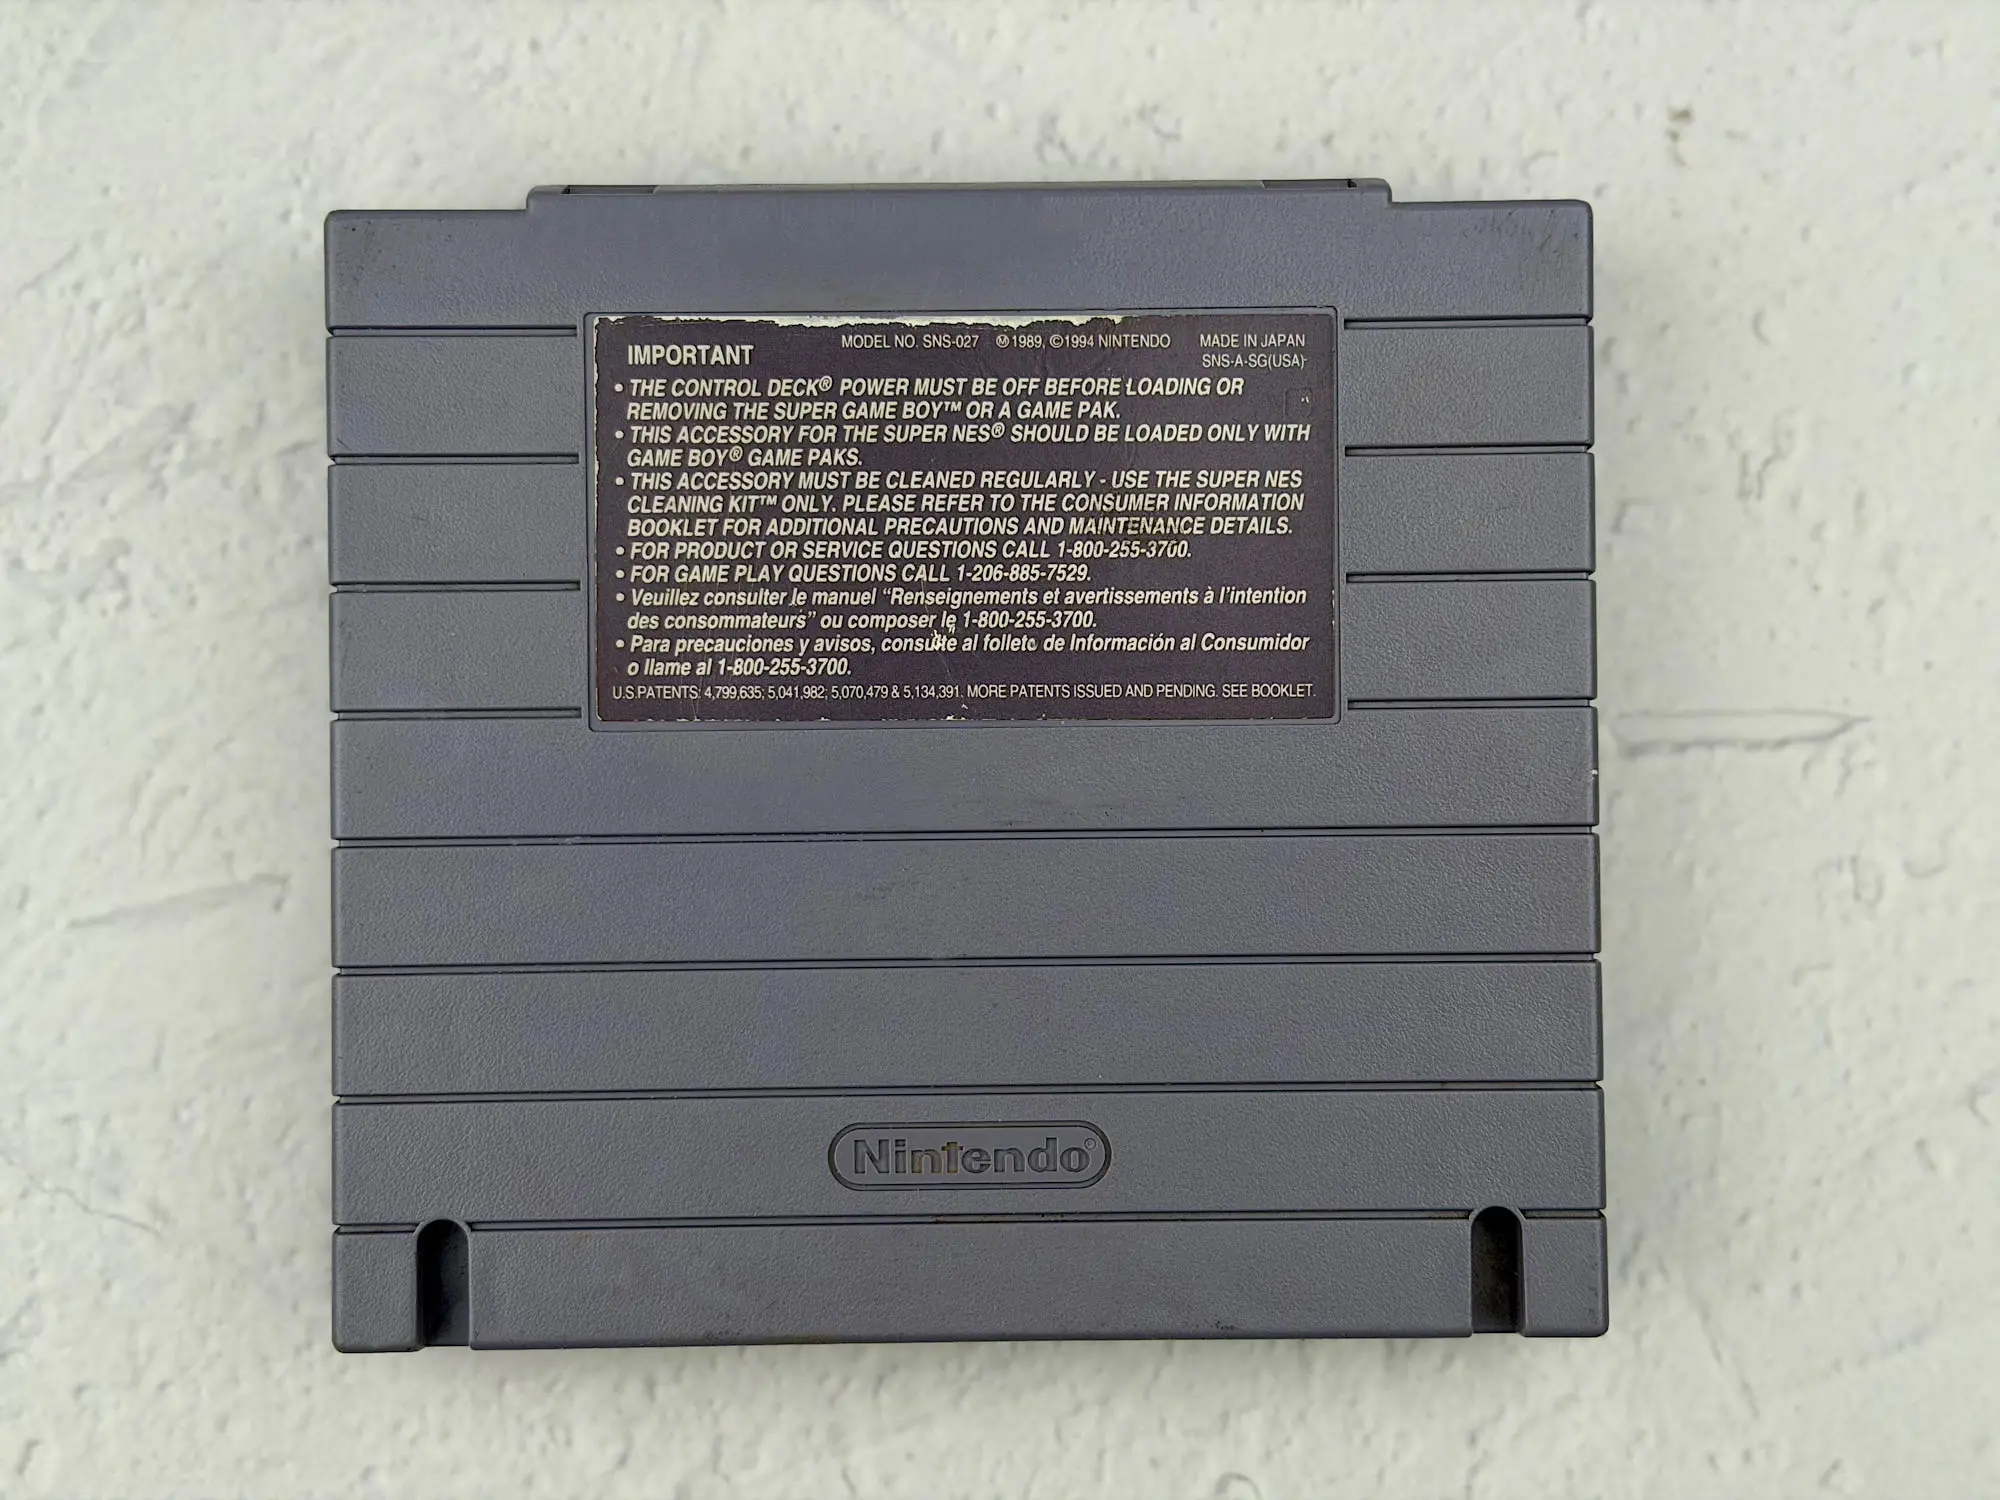 IMPORTANT
MODEL NO. SNS-027 Ⓜ1989, ©1994 NINTENDO MADE IN JAPAN
SNS-A-SG(USA)
• THE CONTROL DECK® POWER MUST BE OFF BEFORE LOADING OR
REMOVING THE SUPER GAME BOY™ OR A GAME PAK.
• THIS ACCESSORY FOR THE SUPER NES® SHOULD BE LOADED ONLY WITH
GAME BOY® GAME PAKS.
• THIS ACCESSORY MUST BE CLEANED REGULARLY - USE THE SUPER NES
CLEANING KIT™ ONLY. PLEASE REFER TO THE CONSUMER INFORMATION
BOOKLET FOR ADDITIONAL PRECAUTIONS AND MAINTENANCE DETAILS.
• FOR PRODUCT OR SERVICE QUESTIONS CALL 1-800-255-3700.
• FOR GAME PLAY QUESTIONS CALL 1-206-885-7529.
• Veuillez consulter le manuel “Renseignements et avertissements à l’intention
des consommateurs” ou composer le 1-800-255-3700.
• Para precauciones y avisos, consulte al folleto de Información al Consumidor
o llame al 1-800-255-3700.
U.S.PATENTS: 4,799,635; 5,041,982; 5,070,479 & 5,134,391. MORE PATENTS ISSUED AND PENDING. SEE BOOKLET.
Nintendo®